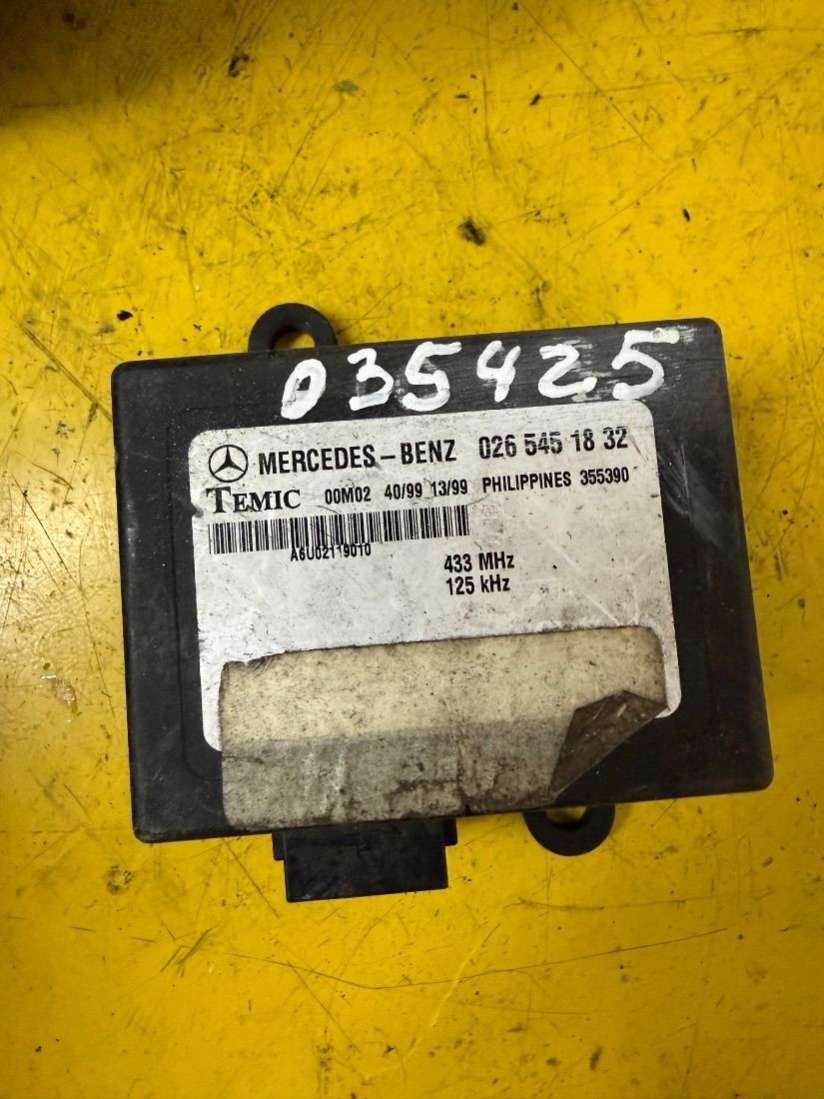 035425
MERCEDES-BENZ 026 545 18 32
TEMIC 00M02 40/99 13/99 PHILIPPINES 355390
A6U02119010
433 MHz
125 kHz